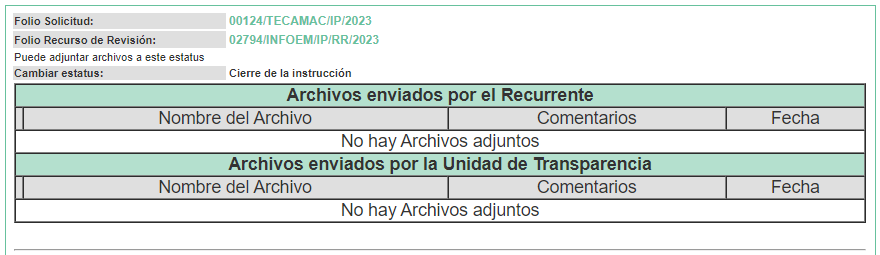 Folio Solicitud: 00124/TECAMAC/IP/2023
Folio Recurso de Revisión: 02794/INFOEM/IP/RR/2023
Puede adjuntar archivos a este estatus
Cambiar estatus: Cierre de la instrucción
Archivos enviados por el Recurrente
Nombre del Archivo Comentarios Fecha
No hay Archivos adjuntos
Archivos enviados por la Unidad de Transparencia
Nombre del Archivo Comentarios Fecha
No hay Archivos adjuntos